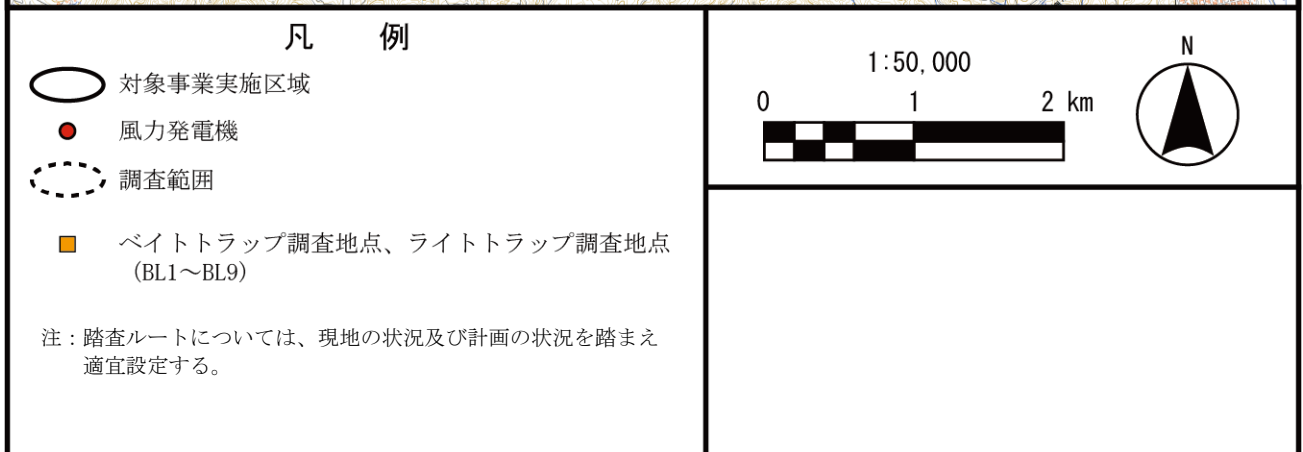 凡　例
対象事業実施区域
風力発電機
調査範囲
ベイトトラップ調査地点、ライトトラップ調査地点
（BL1～BL9）
注：踏査ルートについては、現地の状況及び計画の状況を踏まえ
適宜設定する。
1:50,000
0 1 2 km
N